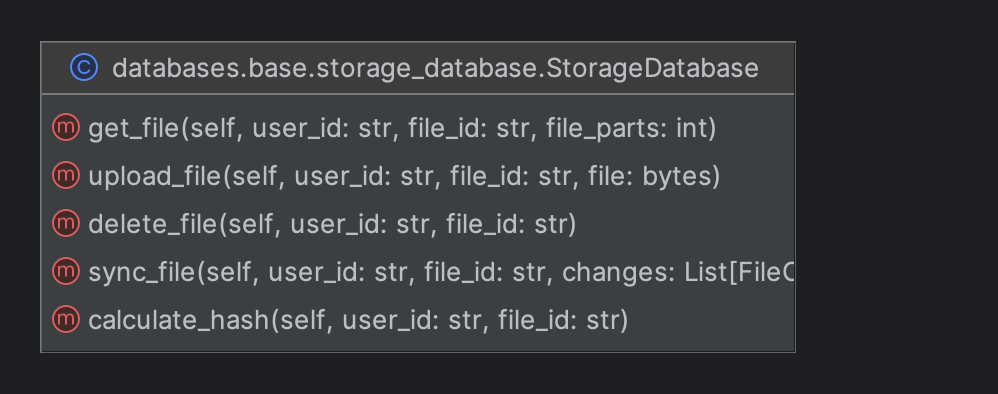 C databases.base.storage_database.StorageDatabase
m get_file(self, user_id: str, file_id: str, file_parts: int)
m upload_file(self, user_id: str, file_id: str, file: bytes)
m delete_file(self, user_id: str, file_id: str)
m sync_file(self, user_id: str, file_id: str, changes: List[File
m calculate_hash(self, user_id: str, file_id: str)